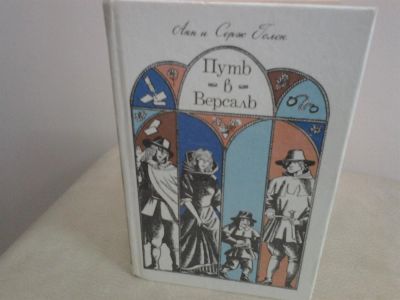 Анн и Серж Голон
Путь
в
Версаль